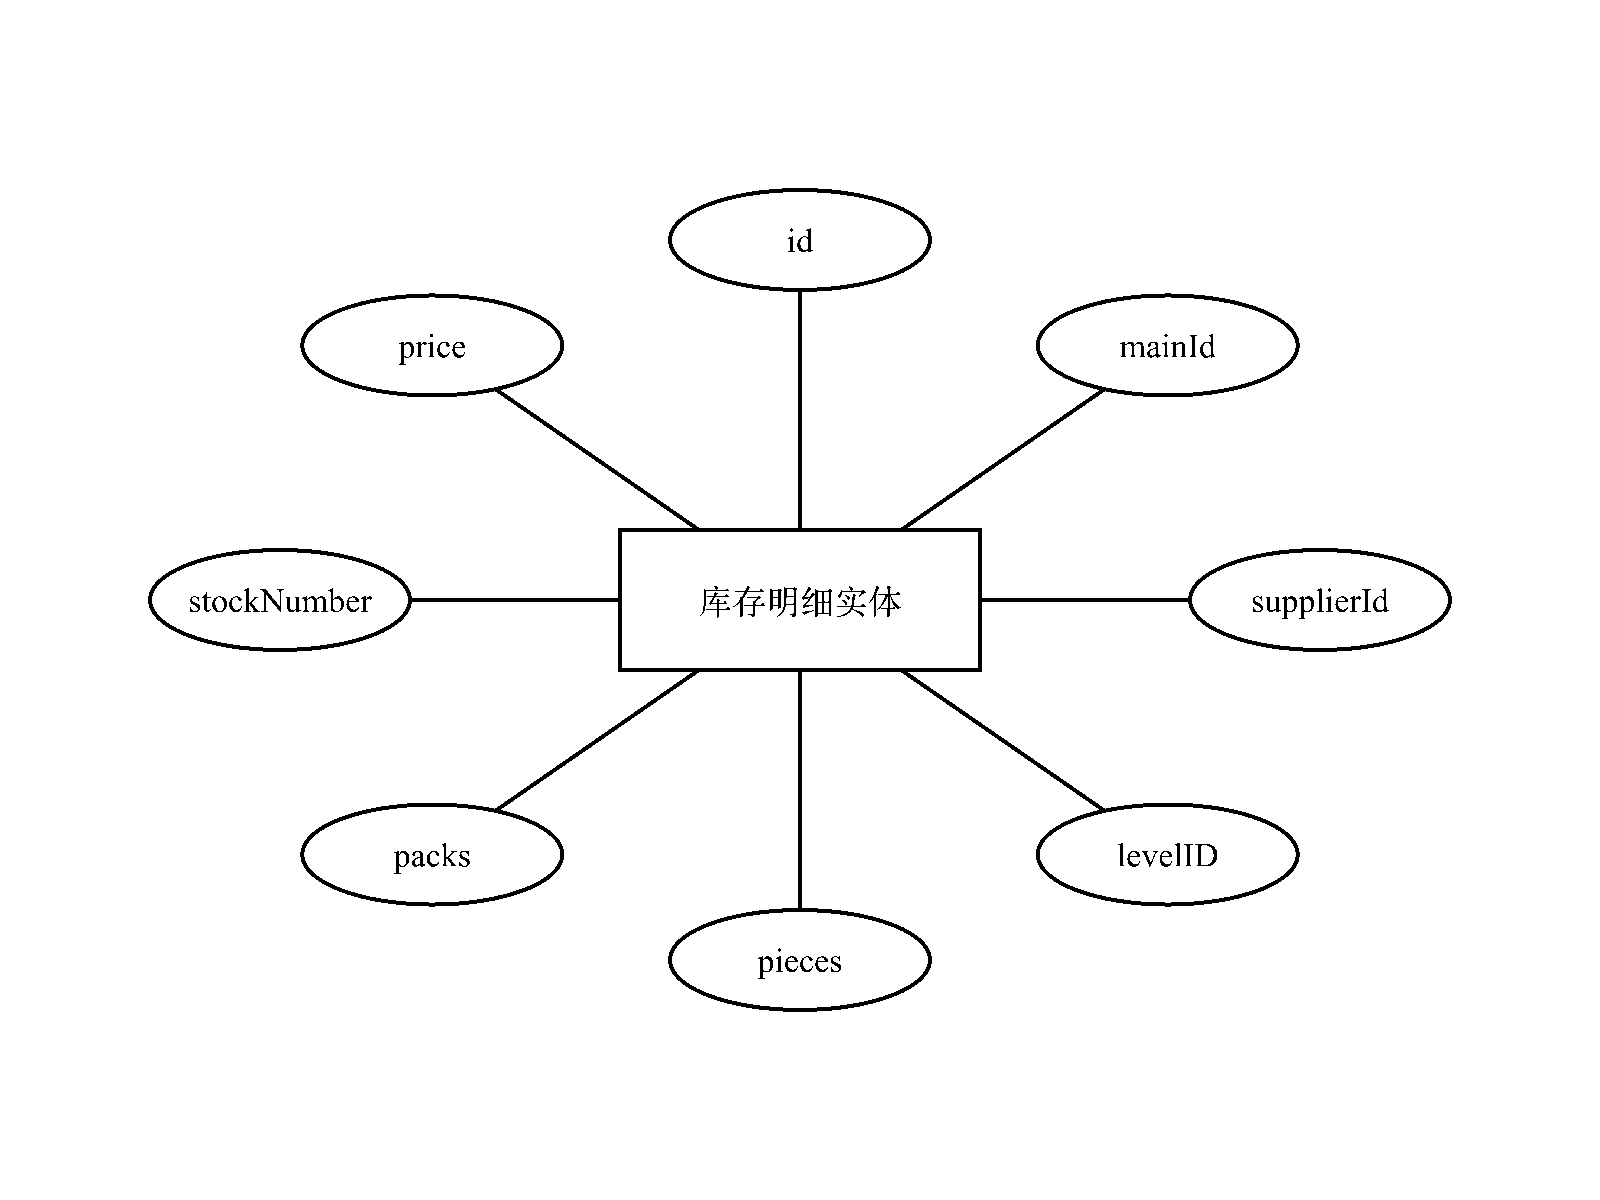 id
price
mainId
stockNumber
库存明细实体
supplierId
packs
levelID
pieces